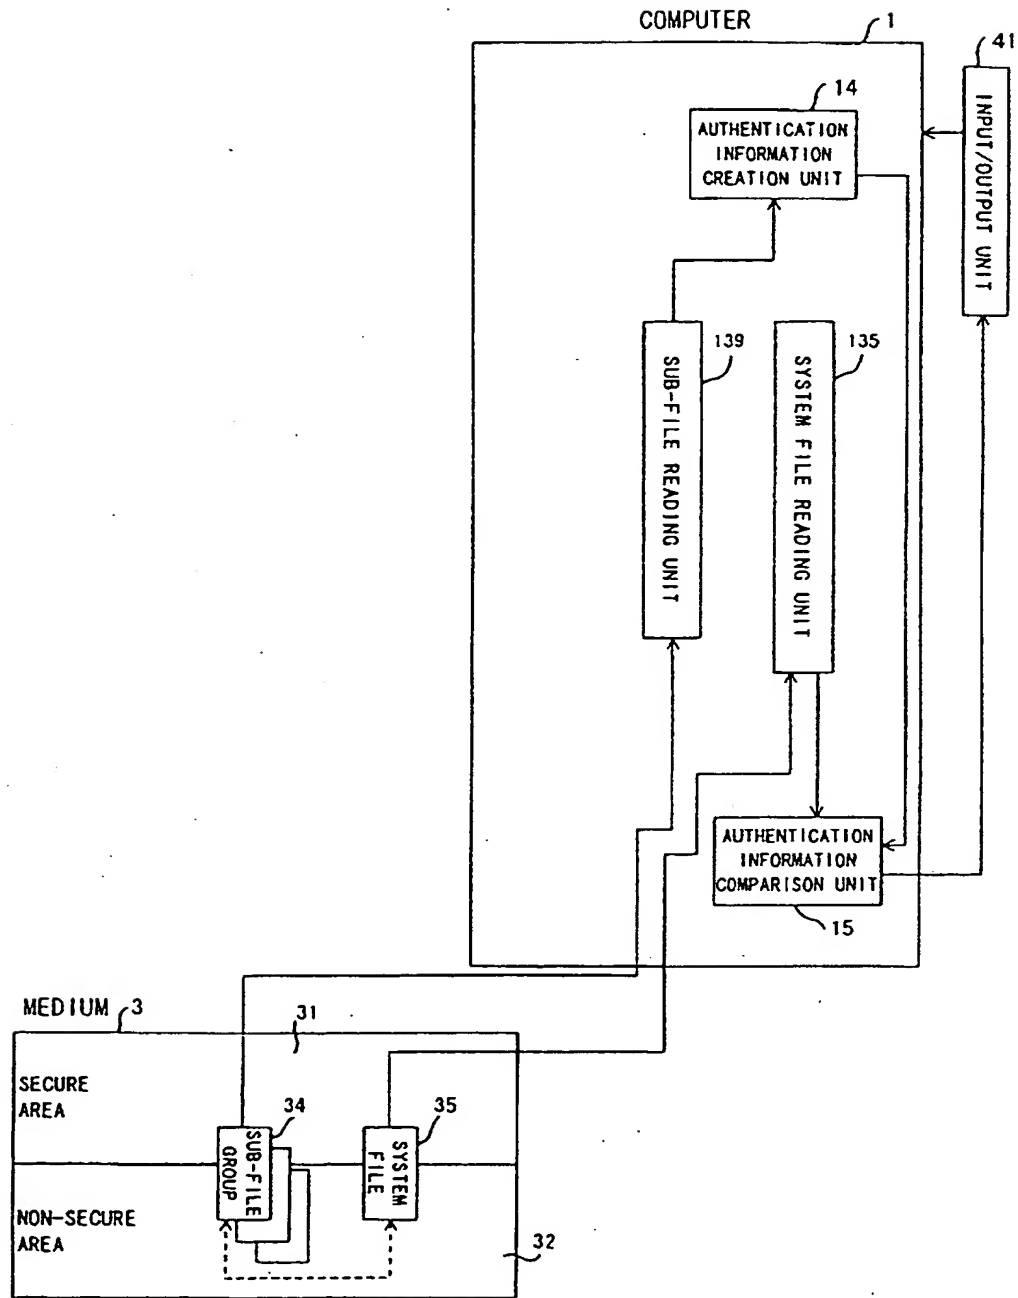 COMPUTER
1
41
14
AUTHENTICATION
INFORMATION
CREATION UNIT
INPUT/OUTPUT UNIT
139
SUB-FILE READING UNIT
135
SYSTEM FILE READING UNIT
AUTHENTICATION
INFORMATION
COMPARISON UNIT
15
MEDIUM
3
31
SECURE
AREA
34
SUB-FILE
GROUP
35
SYSTEM
FILE
NON-SECURE
AREA
32